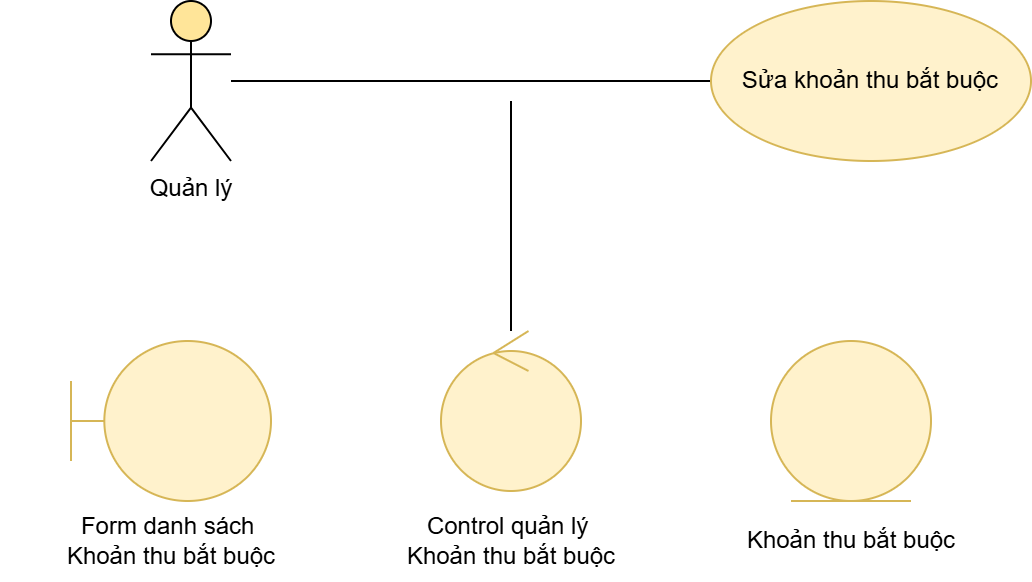 Sửa khoản thu bắt buộc
Quản lý
Form danh sách
Khoản thu bắt buộc
Control quản lý
Khoản thu bắt buộc
Khoản thu bắt buộc